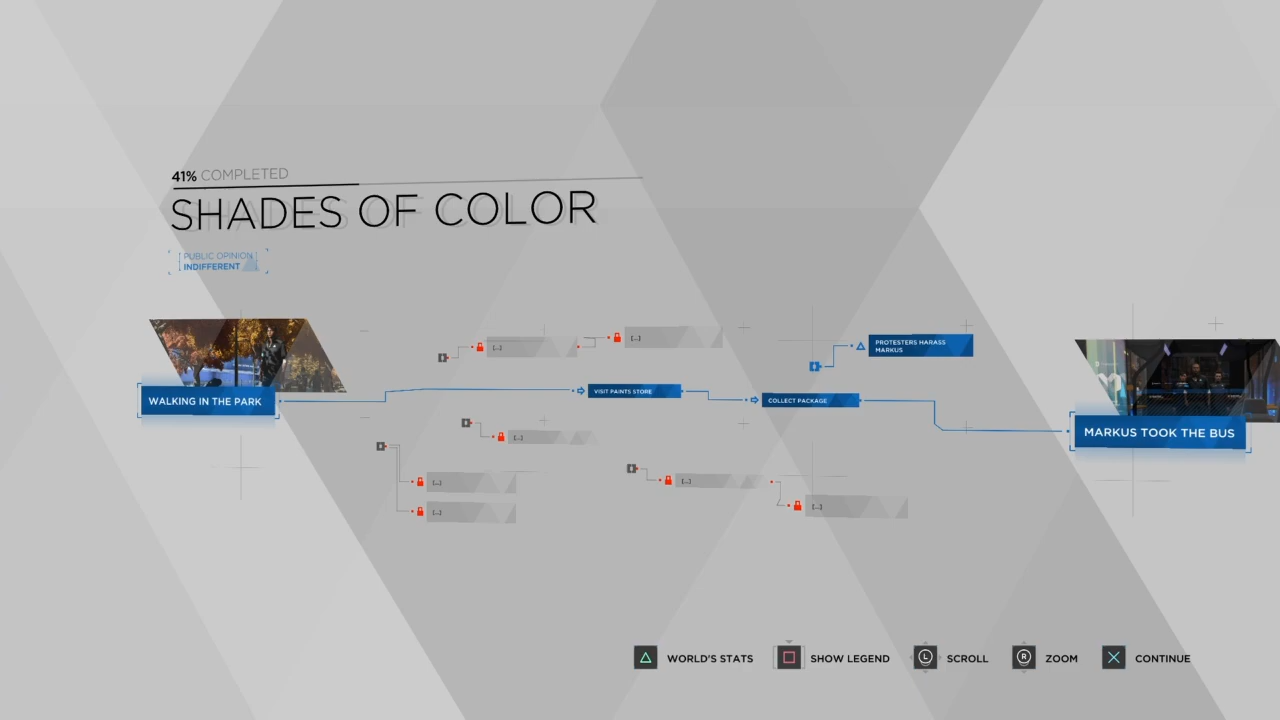 41% COMPLETED
SHADES OF COLOR
PUBLIC OPINION
INDIFFERENT
[...]
[...]
PROTESTERS HARASS
MARKUS
WALKING IN THE PARK
VISIT PAINTS STORE
COLLECT PACKAGE
MARKUS TOOK THE BUS
[...]
[...]
[...]
[...]
[...]
WORLD'S STATS
SHOW LEGEND
L
SCROLL
R
ZOOM
CONTINUE